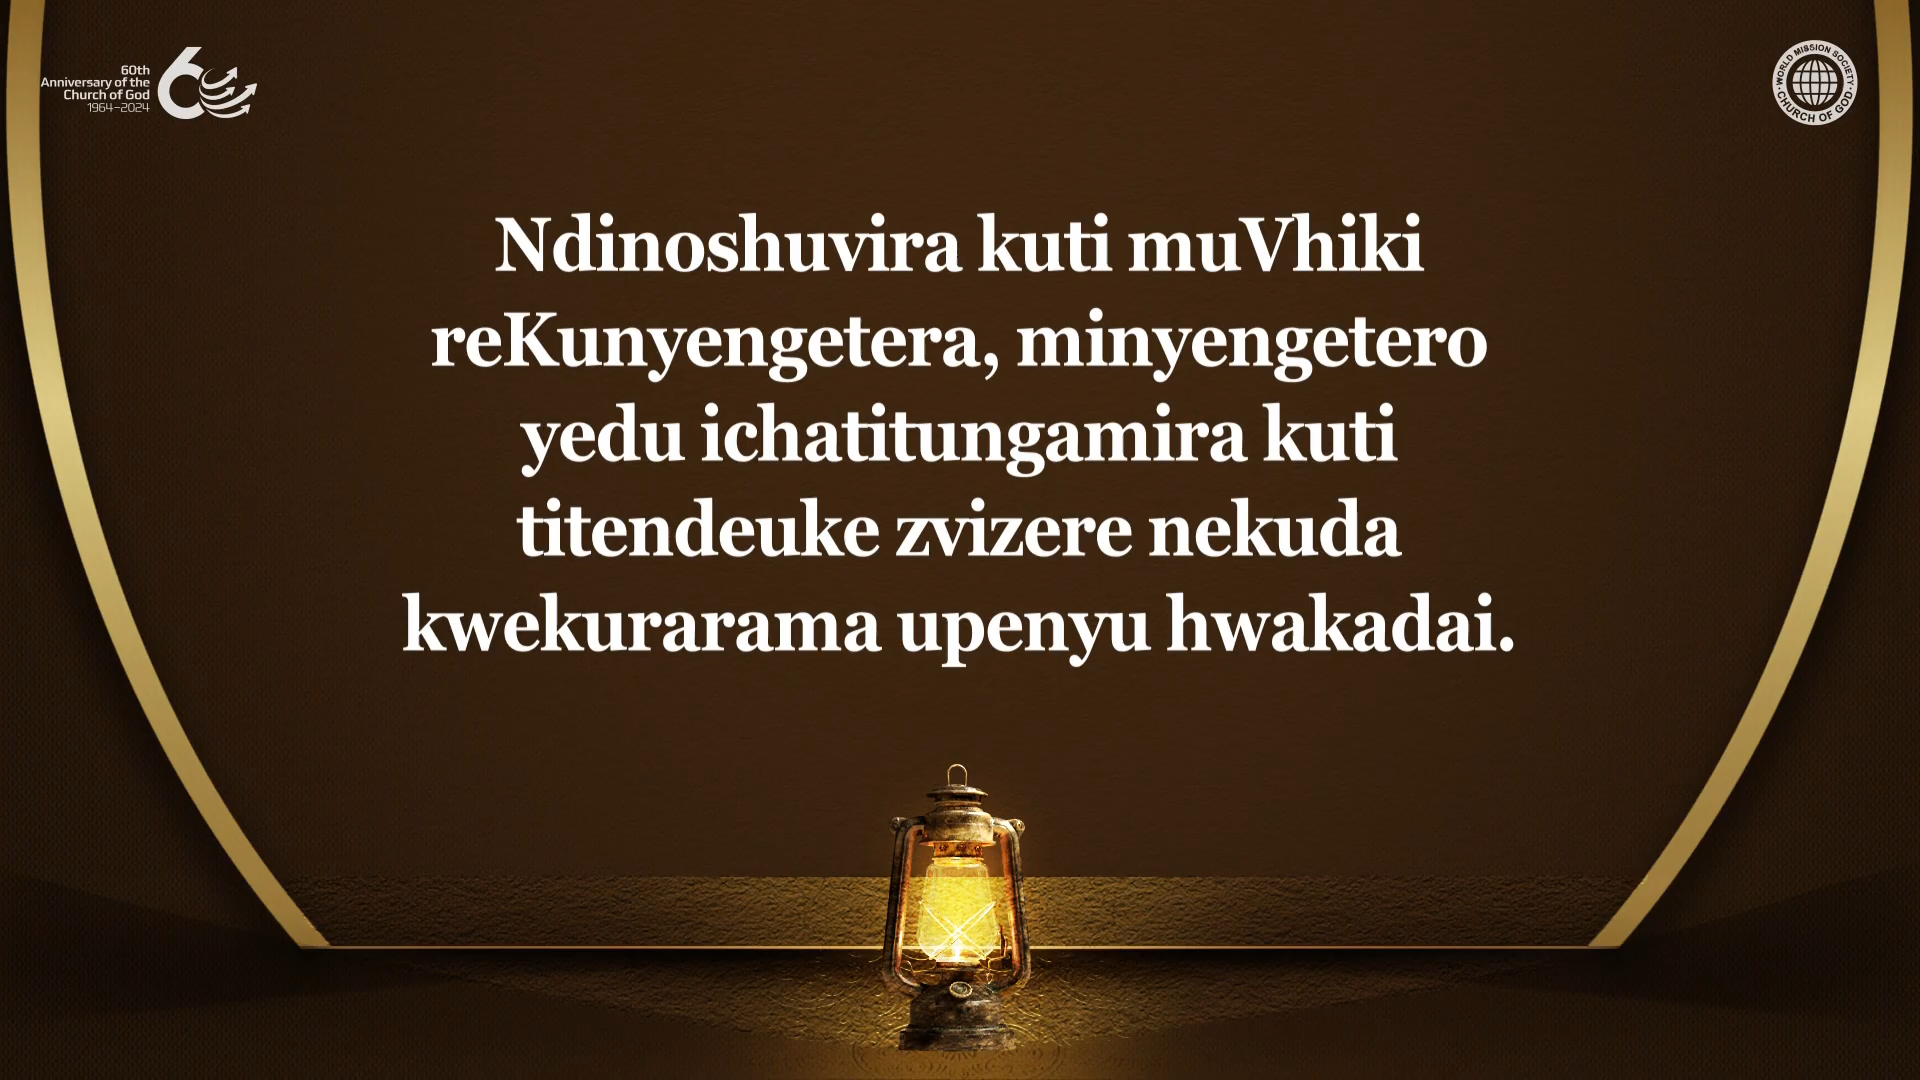 60th
Anniversary of the
Church of God
1964–2024
60
WORLD MISSION SOCIETY
CHURCH OF GOD
Ndinoshuvira kuti muVhiki
reKunyengetera, minyengetero
yedu ichatitungamira kuti
titendeuke zvizere nekuda
kwekurarama upenyu hwakadai.